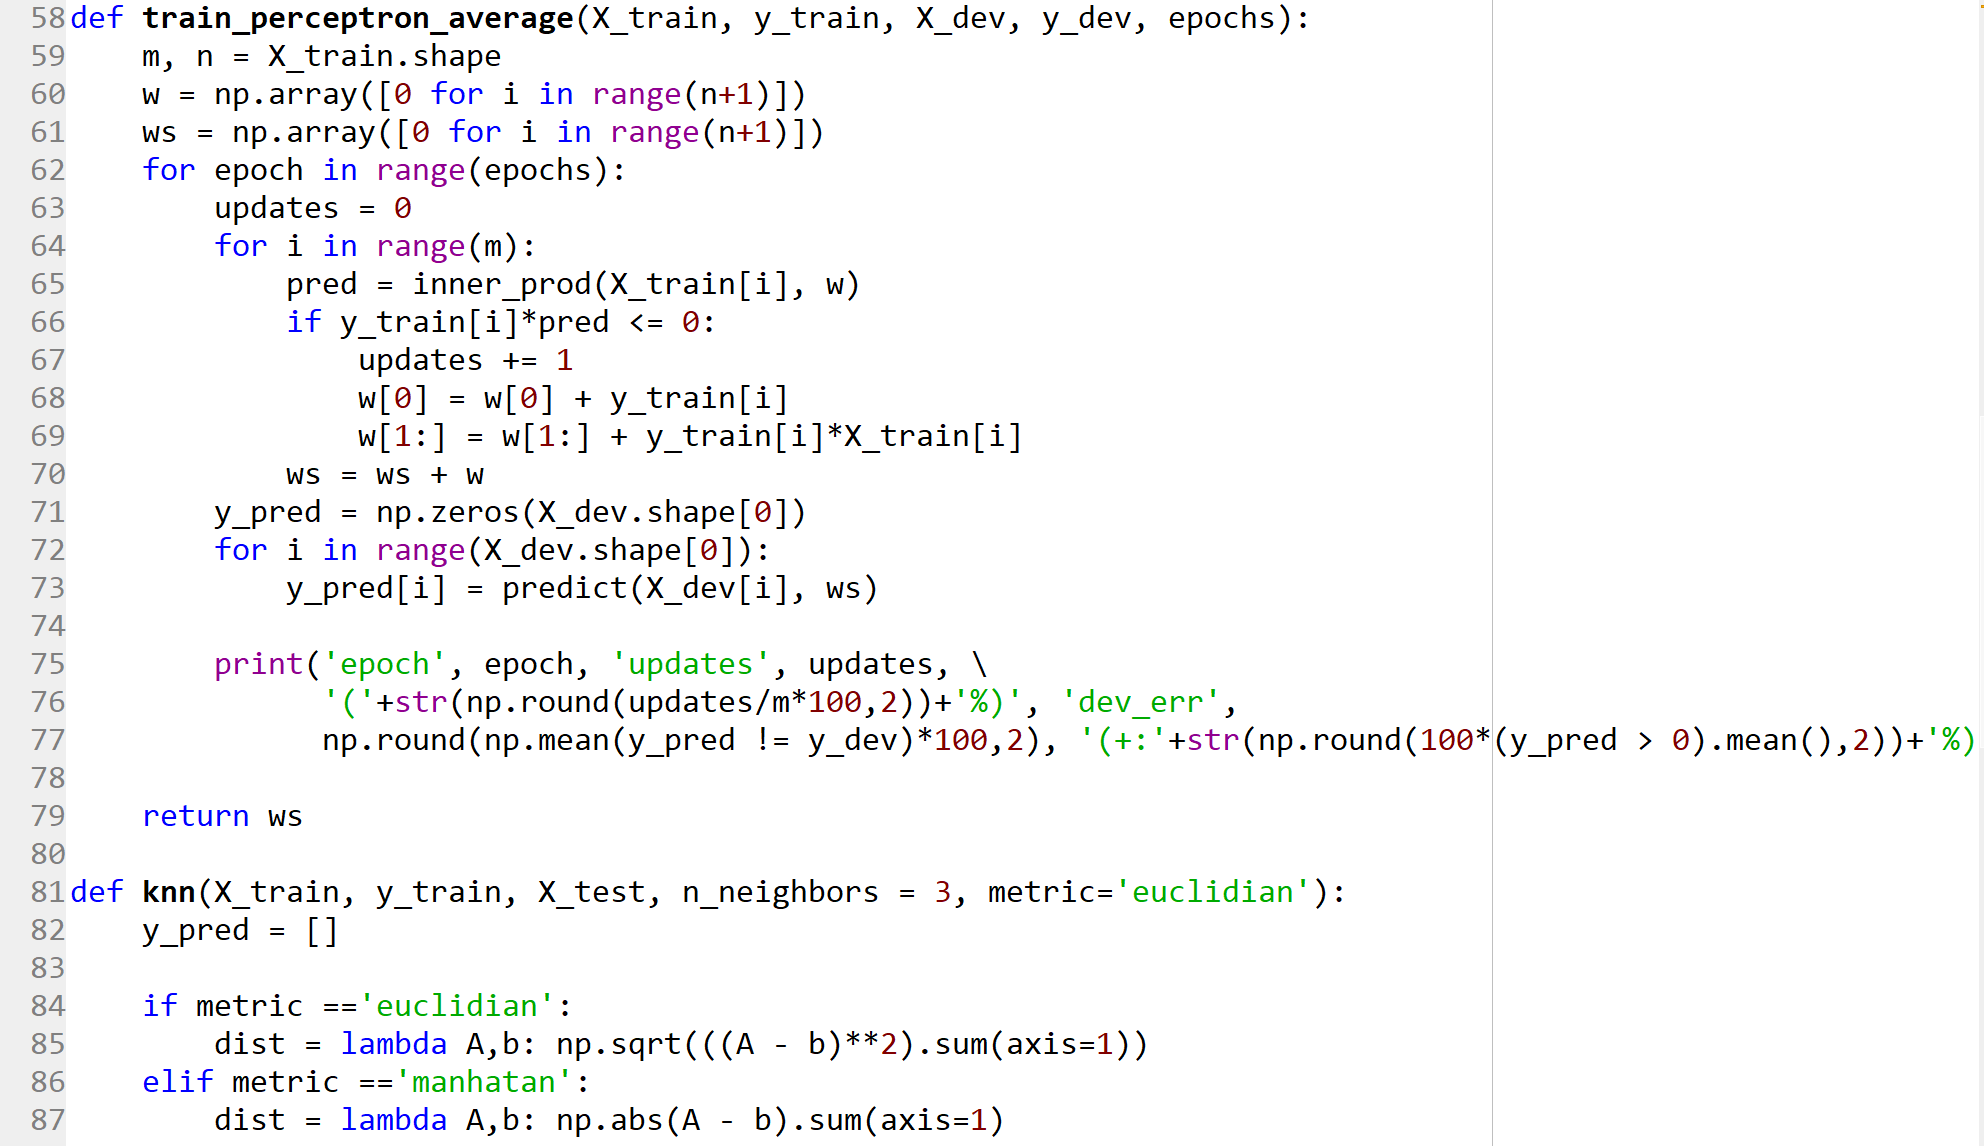 58 def train_perceptron_average(X_train, y_train, X_dev, y_dev, epochs):
59     m, n = X_train.shape
60     w = np.array([0 for i in range(n+1)])
61     ws = np.array([0 for i in range(n+1)])
62     for epoch in range(epochs):
63         updates = 0
64         for i in range(m):
65             pred = inner_prod(X_train[i], w)
66             if y_train[i]*pred <= 0:
67                 updates += 1
68                 w[0] = w[0] + y_train[i]
69                 w[1:] = w[1:] + y_train[i]*X_train[i]
70             ws = ws + w
71         y_pred = np.zeros(X_dev.shape[0])
72         for i in range(X_dev.shape[0]):
73             y_pred[i] = predict(X_dev[i], ws)
74
75         print('epoch', epoch, 'updates', updates, \
76               '('+str(np.round(updates/m*100,2))+'%)', 'dev_err',
77               np.round(np.mean(y_pred != y_dev)*100,2), '(+:'+str(np.round(100*(y_pred > 0).mean(),2))+'%)
78
79     return ws
80
81 def knn(X_train, y_train, X_test, n_neighbors = 3, metric='euclidian'):
82     y_pred = []
83
84     if metric =='euclidian':
85         dist = lambda A,b: np.sqrt(((A - b)**2).sum(axis=1))
86     elif metric =='manhatan':
87         dist = lambda A,b: np.abs(A - b).sum(axis=1)